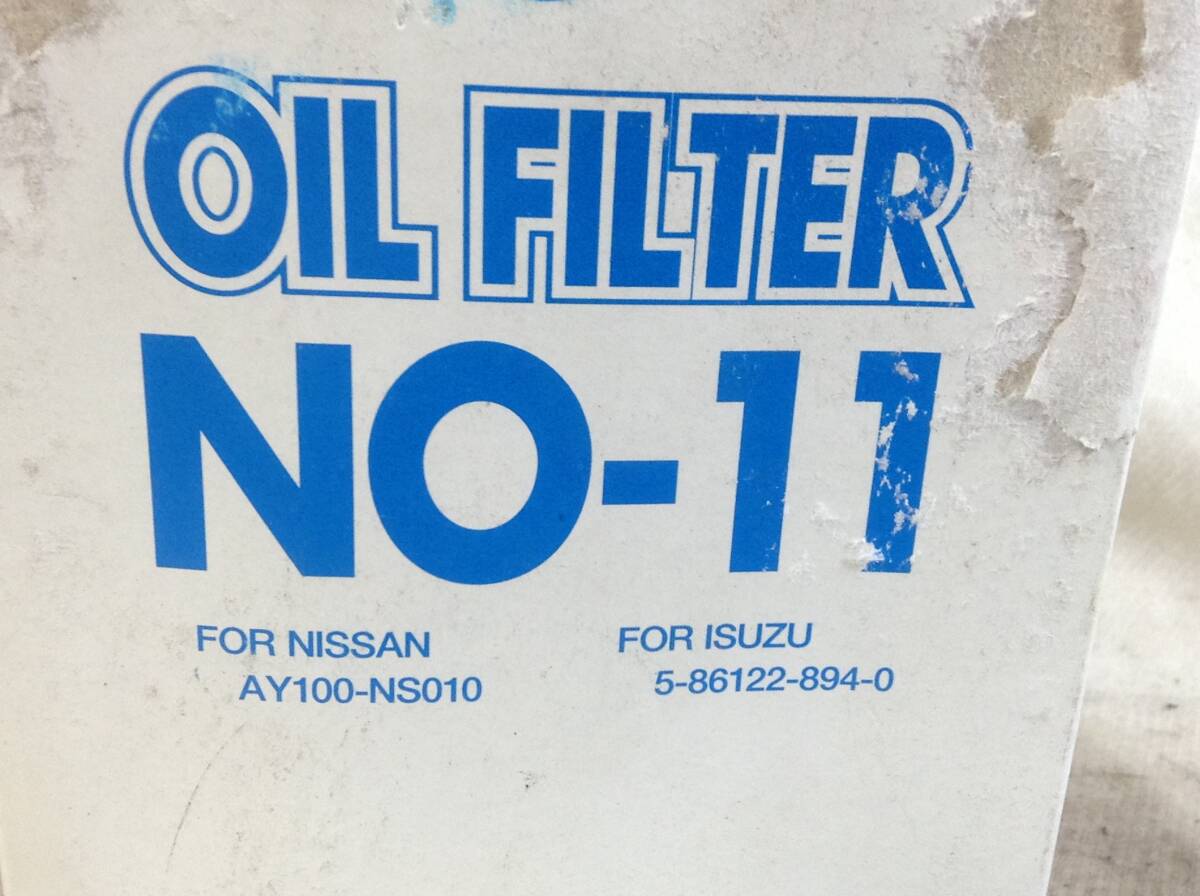 OIL FILTER
NO-11
FOR NISSAN
AY100-NS010
FOR ISUZU
5-86122-894-0